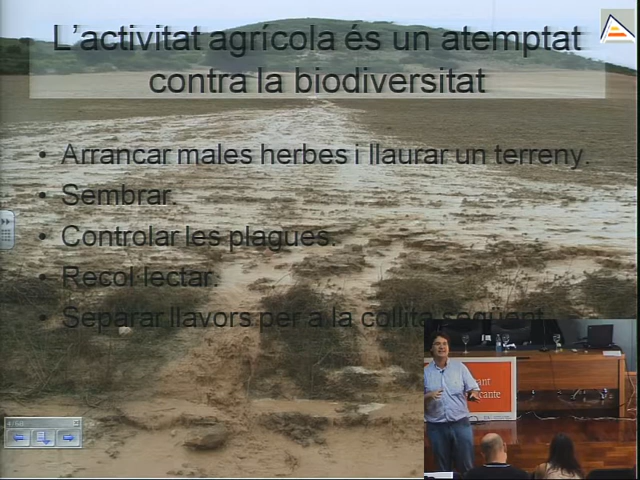 L'activitat agrícola és un atemptat
contra la biodiversitat
• Arrancar males herbes i llaurar un terreny.
• Sembrar.
• Controlar les plagues.
• Recol·lectar.
• Separar llavors per a la collita següent.